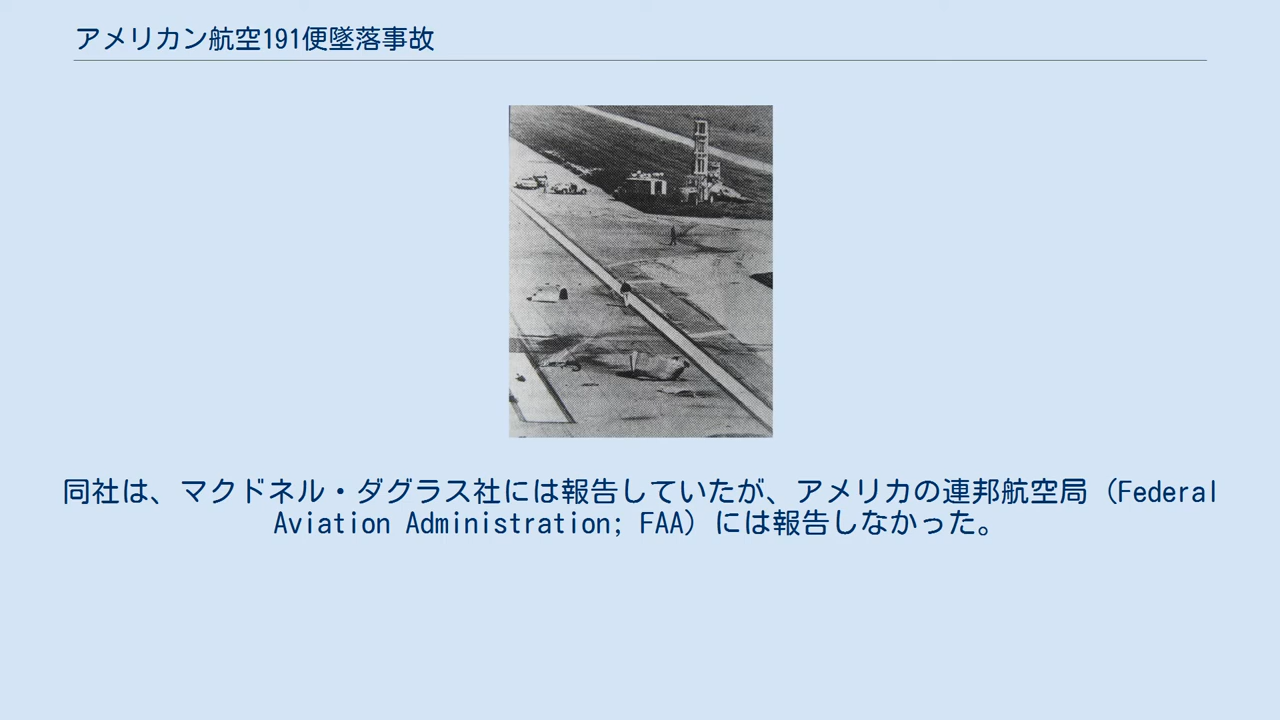 アメリカン航空191便墜落事故
同社は、マクドネル・ダグラス社には報告していたが、アメリカの連邦航空局（Federal
Aviation Administration; FAA）には報告しなかった。